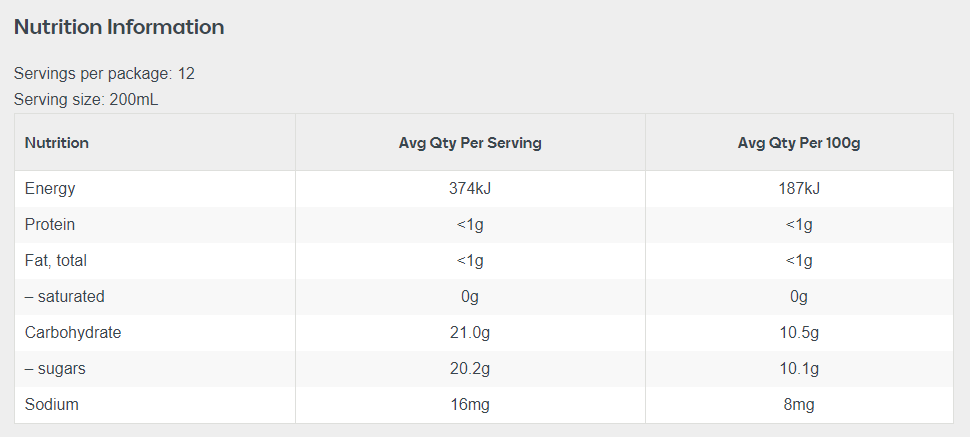 Nutrition Information
Servings per package: 12
Serving size: 200mL
Nutrition Avg Qty Per Serving Avg Qty Per 100g
Energy 374kJ 187kJ
Protein <1g <1g
Fat, total <1g <1g
– saturated 0g 0g
Carbohydrate 21.0g 10.5g
– sugars 20.2g 10.1g
Sodium 16mg 8mg